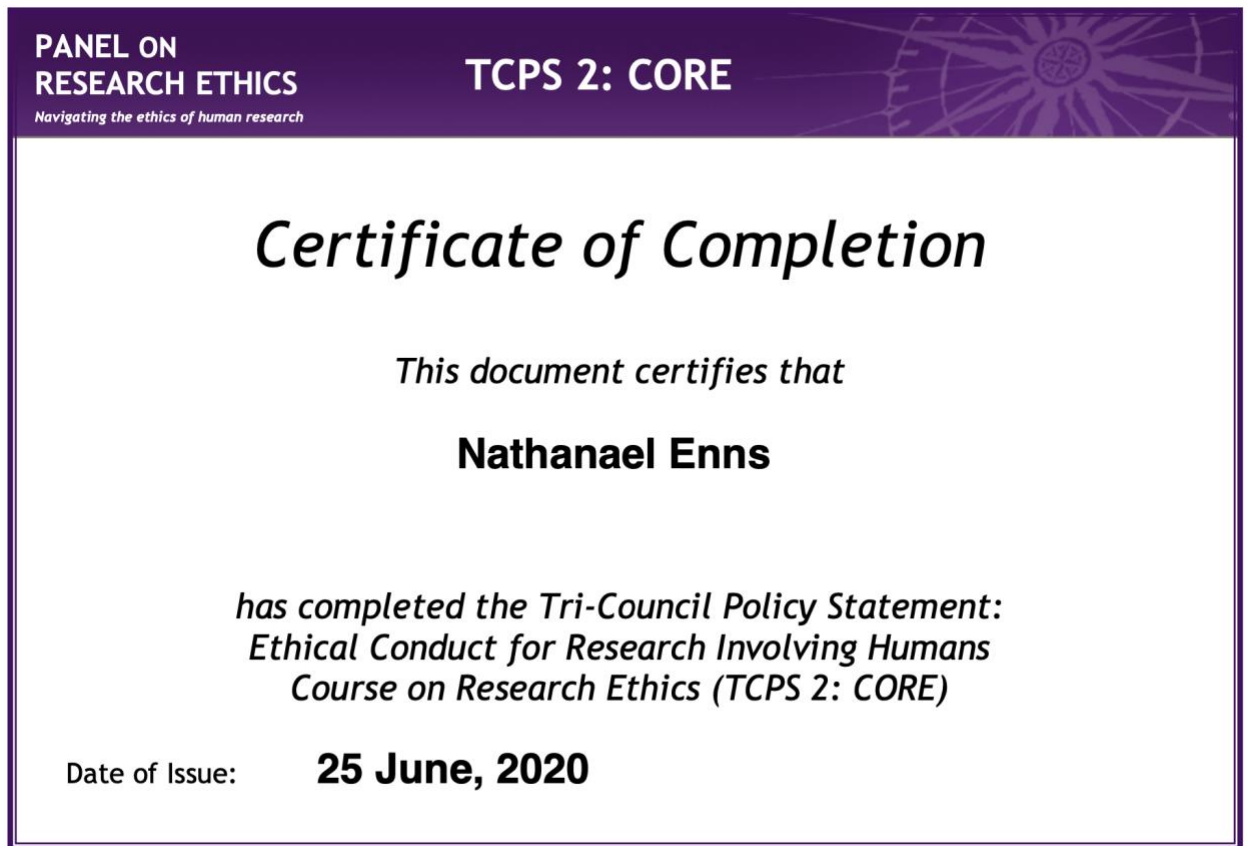 PANEL ON
RESEARCH ETHICS
Navigating the ethics of human research
TCPS 2: CORE
Certificate of Completion
This document certifies that
Nathanael Enns
has completed the Tri-Council Policy Statement:
Ethical Conduct for Research Involving Humans
Course on Research Ethics (TCPS 2: CORE)
Date of Issue: 25 June, 2020